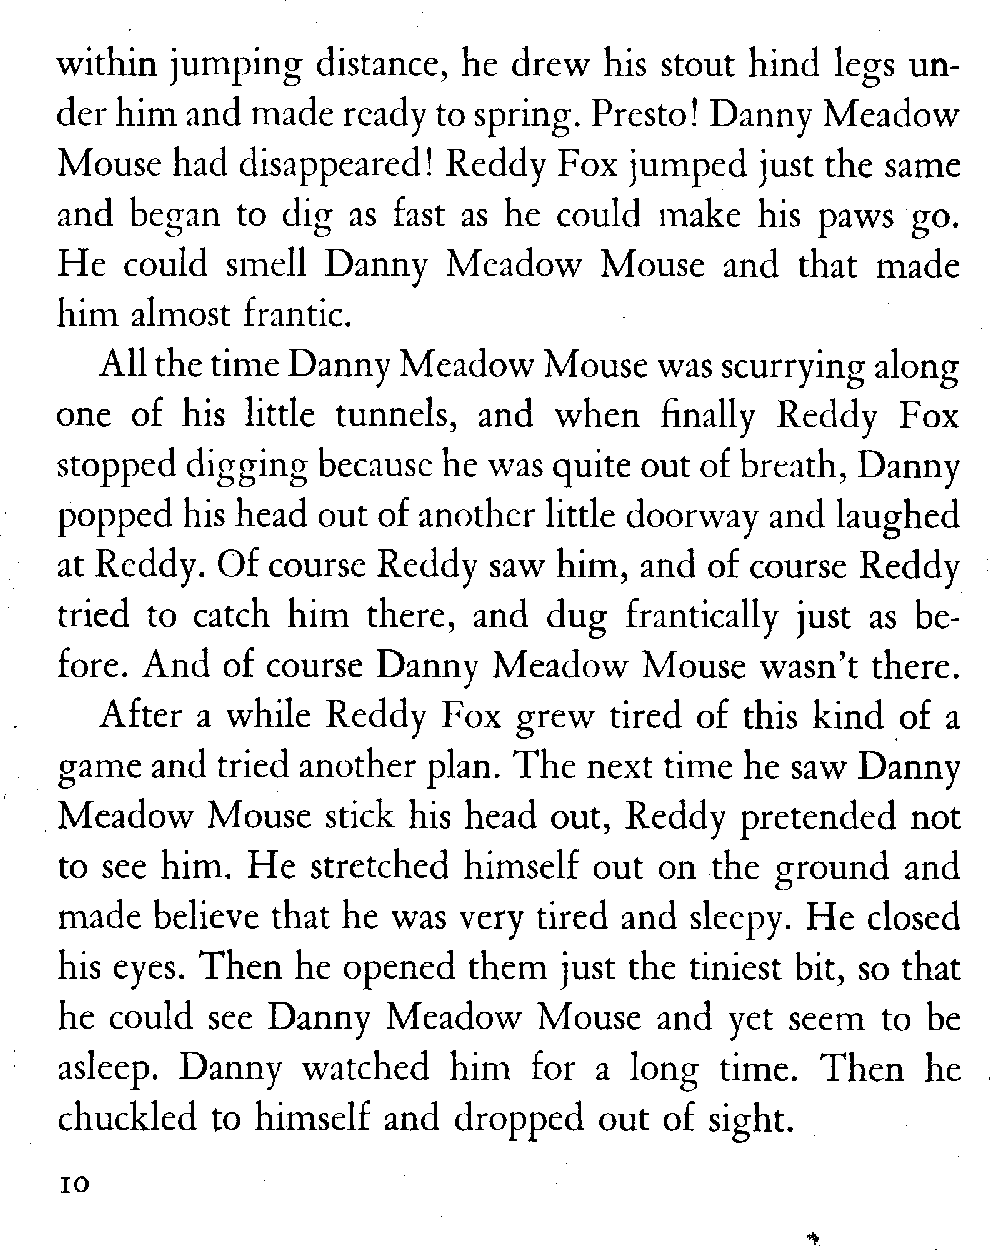 within jumping distance, he drew his stout hind legs un-
der him and made ready to spring. Presto! Danny Meadow
Mouse had disappeared! Reddy Fox jumped just the same
and began to dig as fast as he could make his paws go.
He could smell Danny Meadow Mouse and that made
him almost frantic.
All the time Danny Meadow Mouse was scurrying along
one of his little tunnels, and when finally Reddy Fox
stopped digging because he was quite out of breath, Danny
popped his head out of another little doorway and laughed
at Reddy. Of course Reddy saw him, and of course Reddy
tried to catch him there, and dug frantically just as be-
fore. And of course Danny Meadow Mouse wasn't there.
After a while Reddy Fox grew tired of this kind of a
game and tried another plan. The next time he saw Danny
Meadow Mouse stick his head out, Reddy pretended not
to see him. He stretched himself out on the ground and
made believe that he was very tired and sleepy. He closed
his eyes. Then he opened them just the tiniest bit, so that
he could see Danny Meadow Mouse and yet seem to be
asleep. Danny watched him for a long time. Then he
chuckled to himself and dropped out of sight.
10